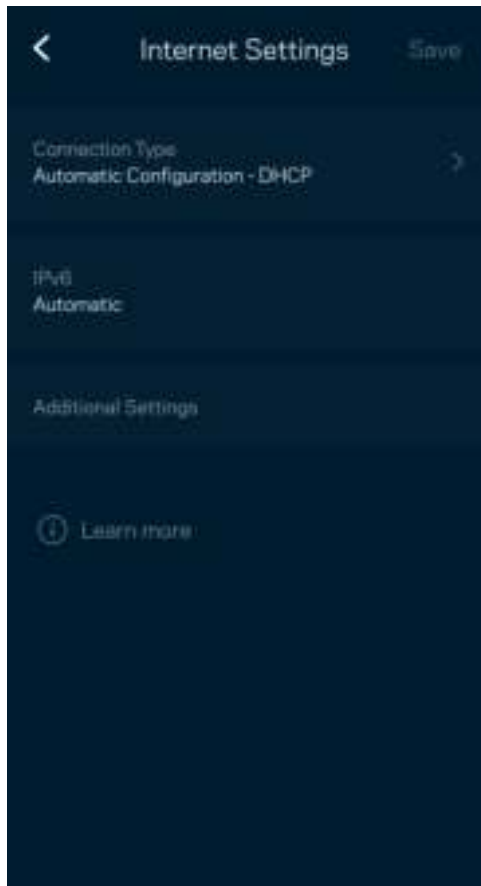 Internet Settings
Save
Connection Type
Automatic Configuration - DHCP
IPv6
Automatic
Additional Settings
Learn more